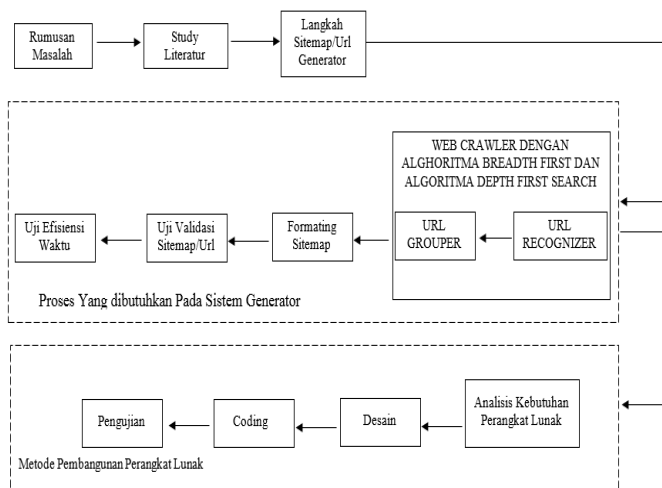 Rumusan
Masalah
Study
Literatur
Langkah
Sitemap/Url
Generator
WEB CRAWLER DENGAN
ALGHORITMA BREADTH FIRST DAN
ALGORITMA DEPTH FIRST SEARCH
Uji Efisiensi
Waktu
Uji Validasi
Sitemap/Url
Formating
Sitemap
URL
GROUPER
URL
RECOGNIZER
Proses Yang dibutuhkan Pada Sistem Generator
Pengujian
Coding
Desain
Analisis Kebutuhan
Perangkat Lunak
Metode Pembangunan Perangkat Lunak